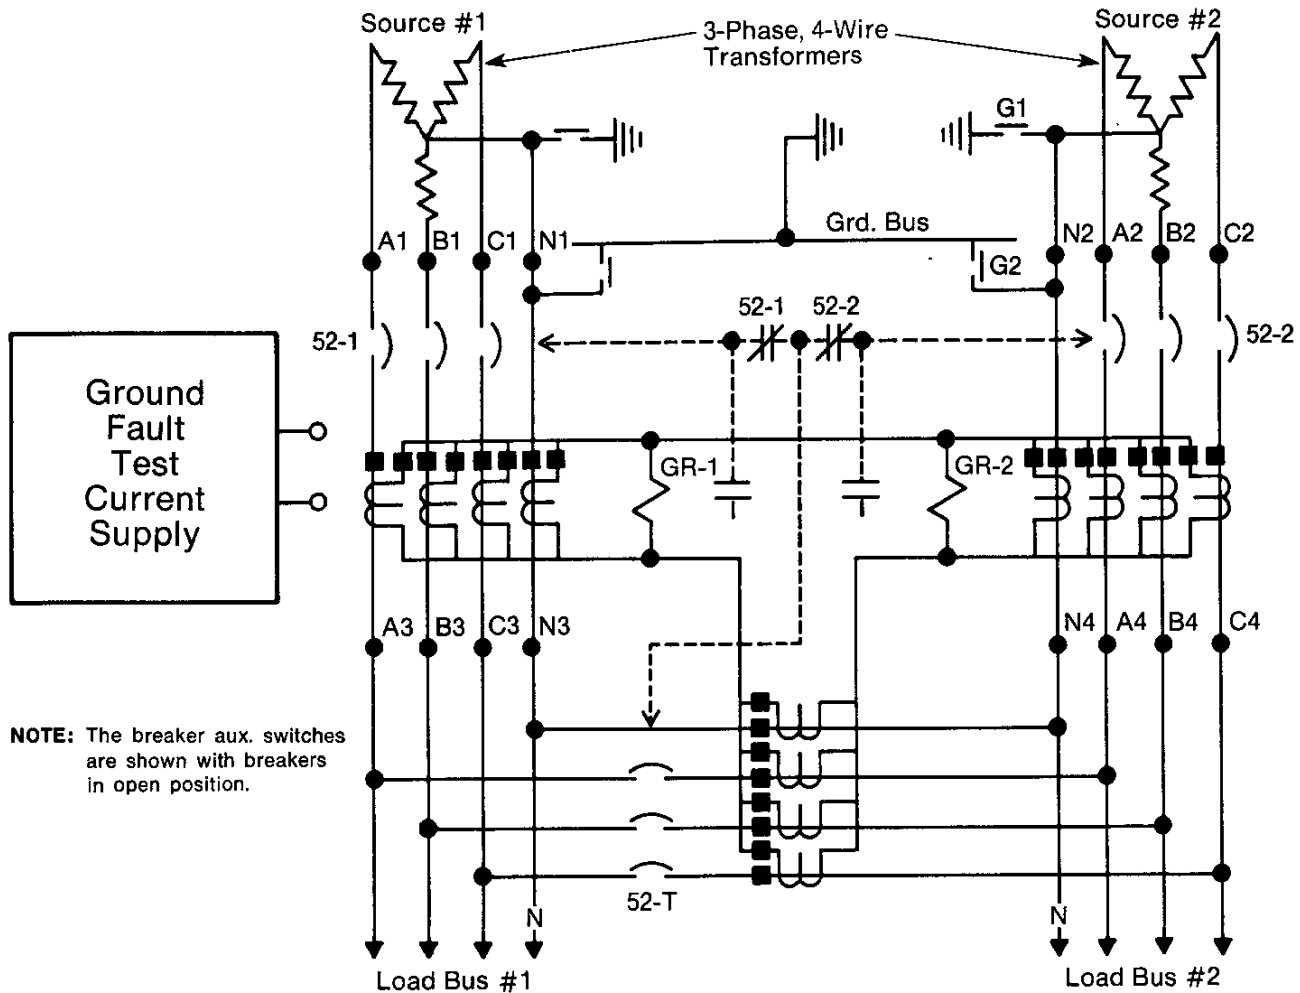 Source #1
3-Phase, 4-Wire
Transformers
Source #2
G1
A1
B1
C1
N1
Grd. Bus
G2
N2
A2
B2
C2
52-1
52-1
52-2
52-2
Ground
Fault
Test
Current
Supply
GR-1
GR-2
A3
B3
C3
N3
N4
A4
B4
C4
NOTE: The breaker aux. switches
are shown with breakers
in open position.
52-T
N
N
Load Bus #1
Load Bus #2